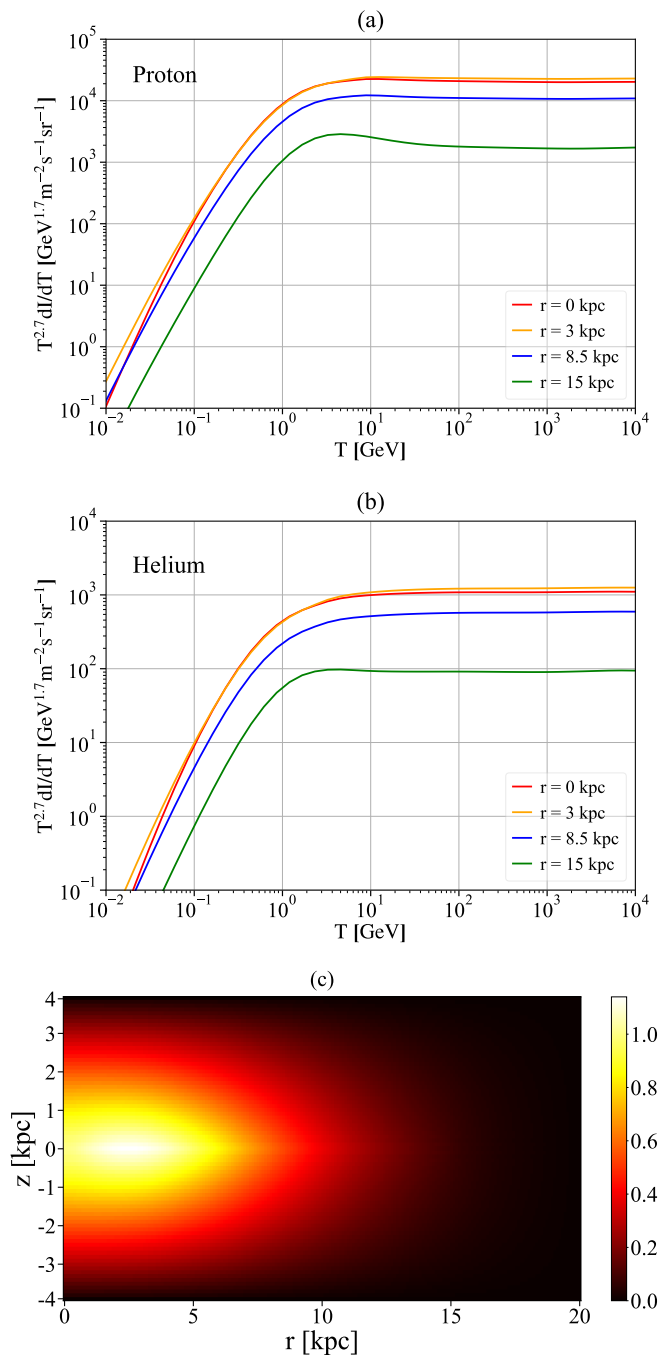 (a)
Proton
T^2.7 dI/dT [GeV^1.7 m^−2 s^−1 sr^−1]
10^5
10^4
10^3
10^2
10^1
10^0
10^−1
r = 0 kpc
r = 3 kpc
r = 8.5 kpc
r = 15 kpc
10^−2 10^−1 10^0 10^1 10^2 10^3 10^4
T [GeV]
(b)
Helium
T^2.7 dI/dT [GeV^1.7 m^−2 s^−1 sr^−1]
10^4
10^3
10^2
10^1
10^0
10^−1
r = 0 kpc
r = 3 kpc
r = 8.5 kpc
r = 15 kpc
10^−2 10^−1 10^0 10^1 10^2 10^3 10^4
T [GeV]
(c)
z [kpc]
4
3
2
1
0
-1
-2
-3
-4
0 5 10 15 20
r [kpc]
1.0
0.8
0.6
0.4
0.2
0.0